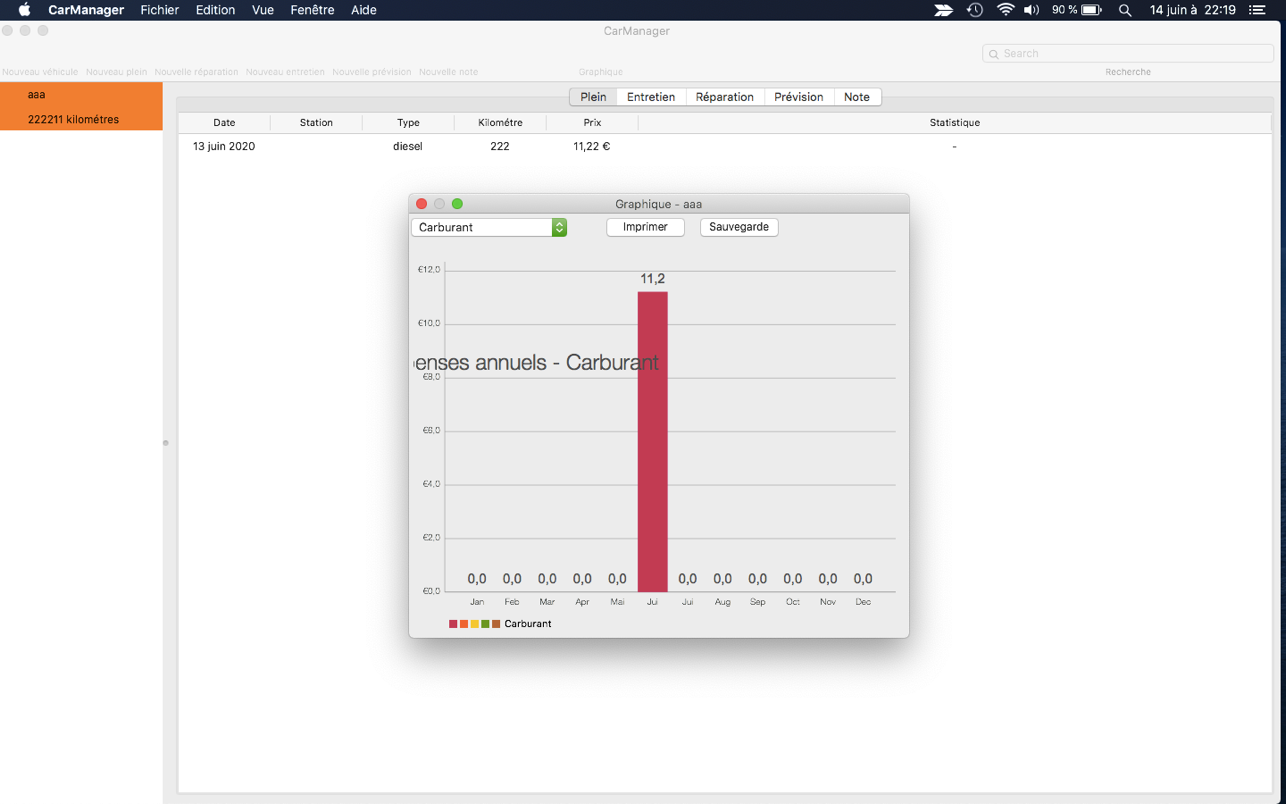 CarManager Fichier Edition Vue Fenêtre Aide 90 % 14 juin à 22:19
CarManager
Search
Nouveau véhicule Nouveau plein Nouvelle réparation Nouveau entretien Nouvelle prévision Nouvelle note Graphique Recherche
aaa
222211 kilométres
Plein Entretien Réparation Prévision Note
Date Station Type Kilométre Prix Statistique
13 juin 2020 diesel 222 11,22 € -
Graphique - aaa
Carburant Imprimer Sauvegarde
€12,0
11,2
€10,0
enses annuels - Carburant
€8,0
€6,0
€4,0
€2,0
0,0 0,0 0,0 0,0 0,0 0,0 0,0 0,0 0,0 0,0 0,0
€0,0
Jan Feb Mar Apr Mai Jui Jui Aug Sep Oct Nov Dec
Carburant